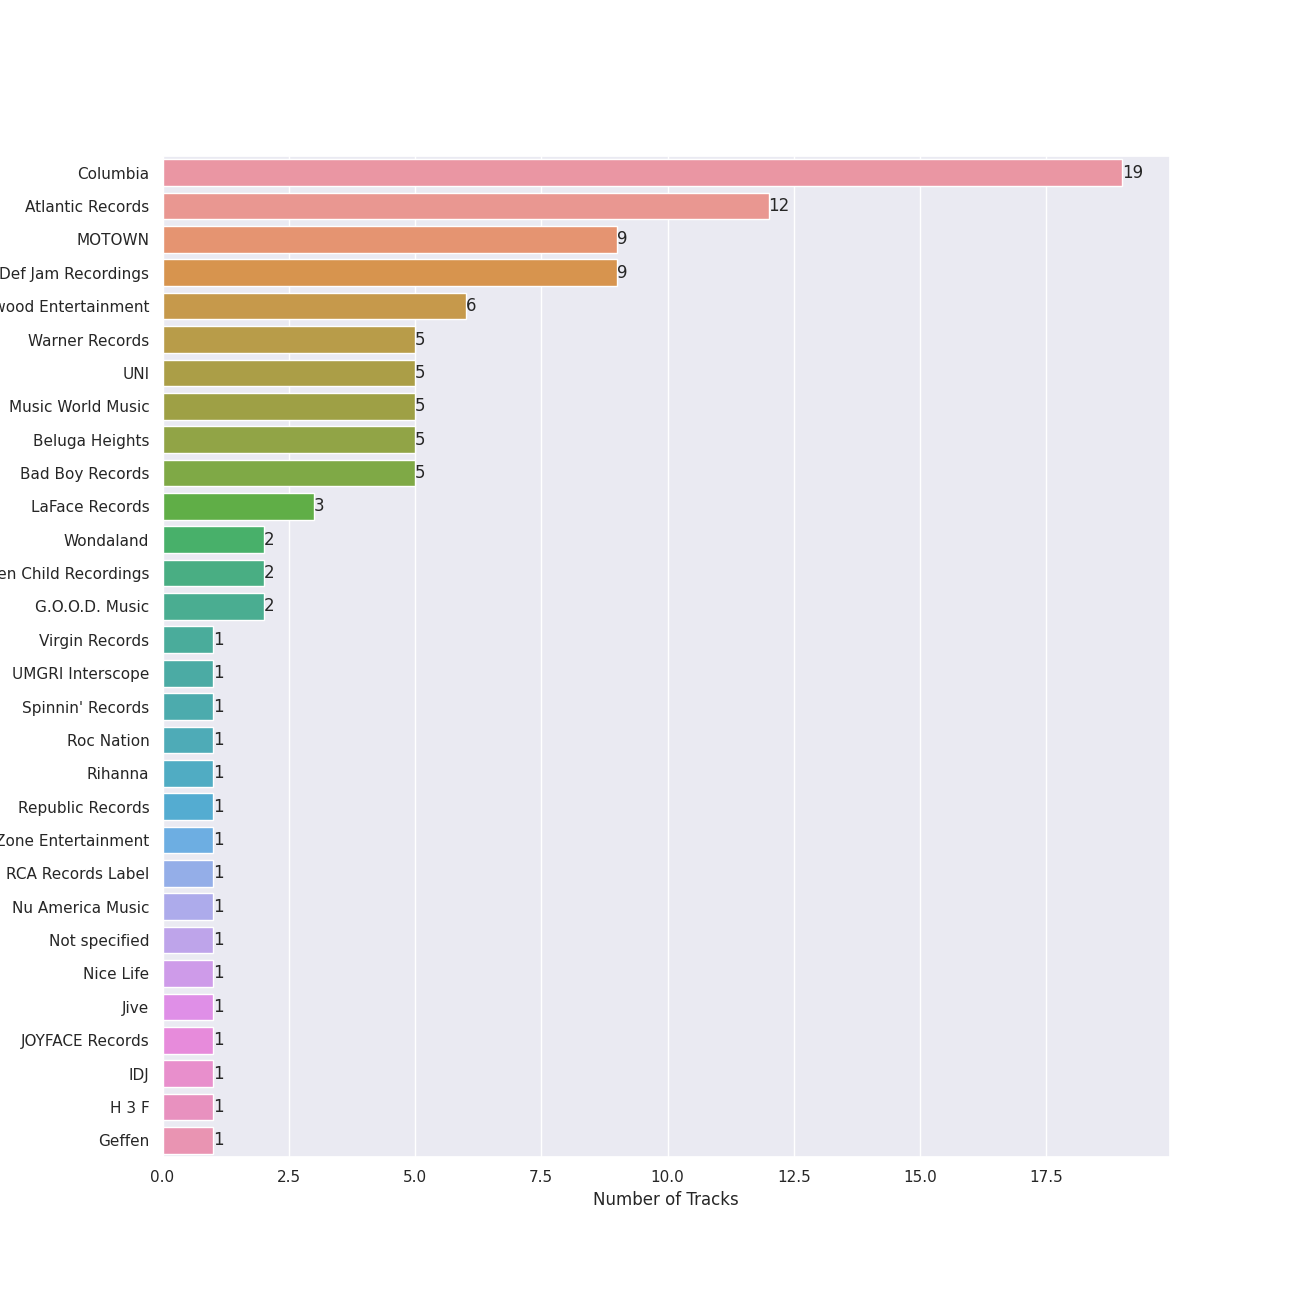 Columbia 19
Atlantic Records 12
MOTOWN 9
Def Jam Recordings 9
wood Entertainment 6
Warner Records 5
UNI 5
Music World Music 5
Beluga Heights 5
Bad Boy Records 5
LaFace Records 3
Wondaland 2
en Child Recordings 2
G.O.O.D. Music 2
Virgin Records 1
UMGRI Interscope 1
Spinnin' Records 1
Roc Nation 1
Rihanna 1
Republic Records 1
Zone Entertainment 1
RCA Records Label 1
Nu America Music 1
Not specified 1
Nice Life 1
Jive 1
JOYFACE Records 1
IDJ 1
H 3 F 1
Geffen 1
0.0 2.5 5.0 7.5 10.0 12.5 15.0 17.5
Number of Tracks